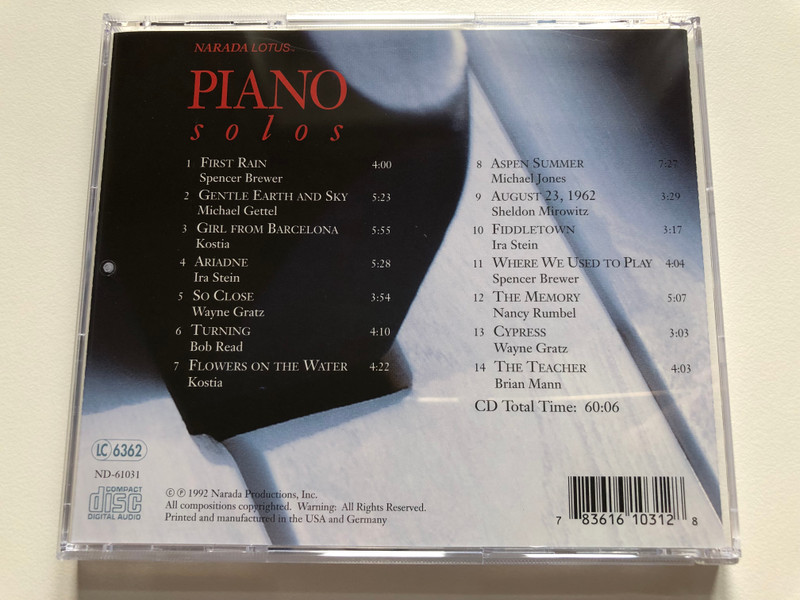 NARADA LOTUS™
PIANO
solos
1 FIRST RAIN 4:00
Spencer Brewer
2 GENTLE EARTH AND SKY 5:23
Michael Gettel
3 GIRL FROM BARCELONA 5:55
Kostia
4 ARIADNE 5:28
Ira Stein
5 SO CLOSE 3:54
Wayne Gratz
6 TURNING 4:10
Bob Read
7 FLOWERS ON THE WATER 4:22
Kostia
8 ASPEN SUMMER 7:27
Michael Jones
9 AUGUST 23, 1962 3:29
Sheldon Mirowitz
10 FIDDLETOWN 3:17
Ira Stein
11 WHERE WE USED TO PLAY 4:04
Spencer Brewer
12 THE MEMORY 5:07
Nancy Rumbel
13 CYPRESS 3:03
Wayne Gratz
14 THE TEACHER 4:03
Brian Mann
CD Total Time: 60:06
LC 6362
ND-61031
COMPACT
disc
DIGITAL AUDIO
© ℗ 1992 Narada Productions, Inc.
All compositions copyrighted. Warning: All Rights Reserved.
Printed and manufactured in the USA and Germany
7 83616 10312 8